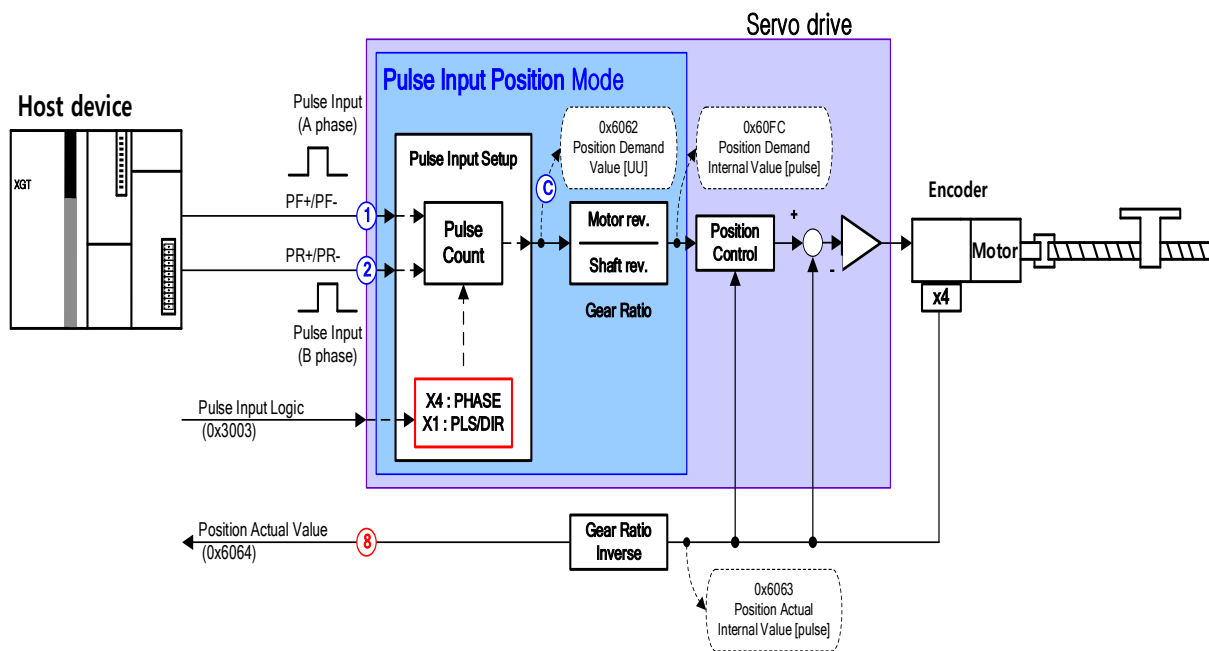 Servo drive
Pulse Input Position Mode
Host device
XGT
Pulse Input
(A phase)
PF+/PF-
1
PR+/PR-
2
Pulse Input
(B phase)
Pulse Input Logic
(0x3003)
Pulse Input Setup
Pulse
Count
X4 : PHASE
X1 : PLS/DIR
C
0x6062
Position Demand
Value [UU]
0x60FC
Position Demand
Internal Value [pulse]
Motor rev.
Shaft rev.
Gear Ratio
Position
Control
+
-
Encoder
Motor
x4
Position Actual Value
(0x6064)
8
Gear Ratio
Inverse
0x6063
Position Actual
Internal Value [pulse]